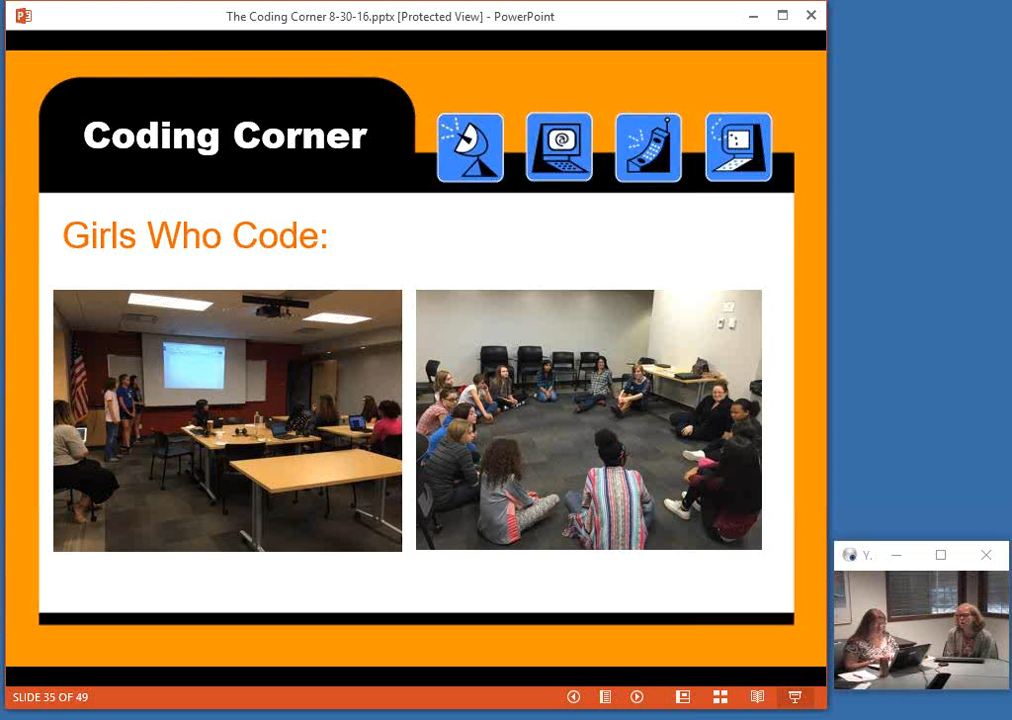 The Coding Corner 8-30-16.pptx [Protected View] - PowerPoint
Coding Corner
@
Girls Who Code:
Y.
SLIDE 35 OF 49